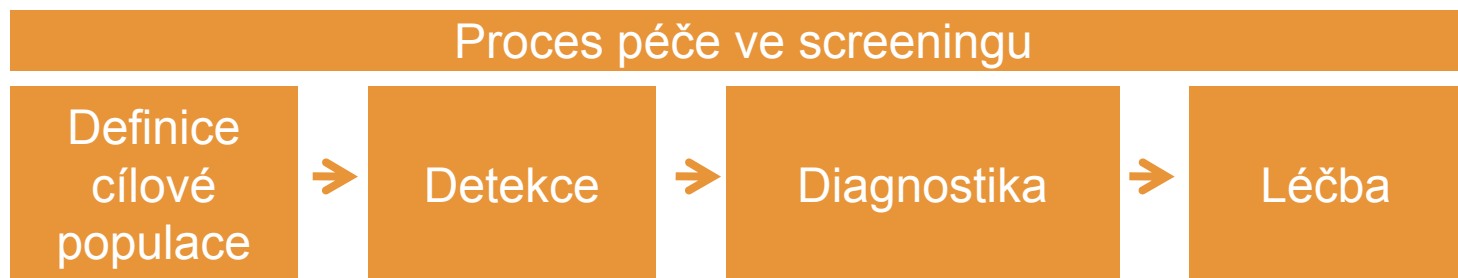 Proces péče ve screeningu
Definice
cílové
populace
Detekce
Diagnostika
Léčba